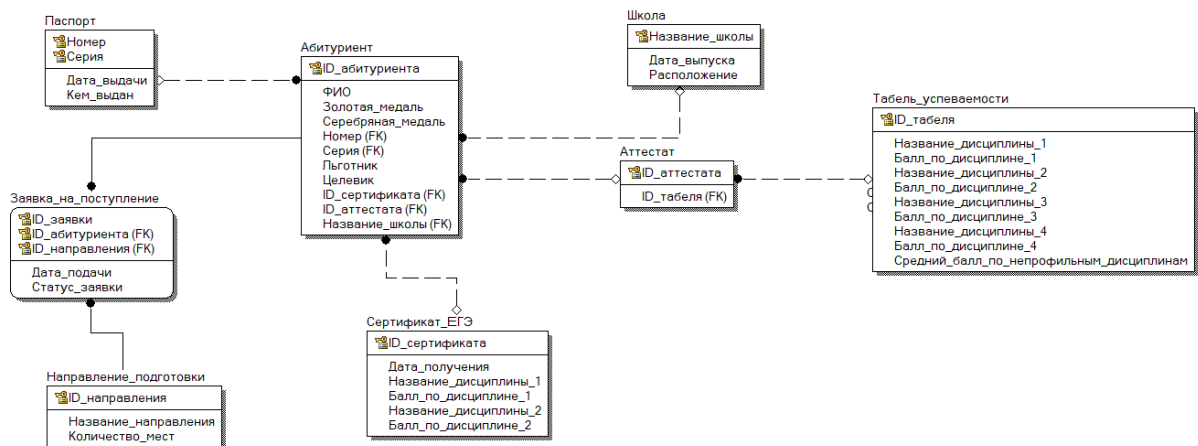 Паспорт
Номер
Серия
Дата_выдачи
Кем_выдан
Абитуриент
ID_абитуриента
ФИО
Золотая_медаль
Серебряная_медаль
Номер (FK)
Серия (FK)
Льготник
Целевик
ID_сертификата (FK)
ID_аттестата (FK)
Название_школы (FK)
Школа
Название_школы
Дата_выпуска
Расположение
Табель_успеваемости
ID_табеля
Название_дисциплины_1
Балл_по_дисциплине_1
Название_дисциплины_2
Балл_по_дисциплине_2
Название_дисциплины_3
Балл_по_дисциплине_3
Название_дисциплины_4
Балл_по_дисциплине_4
Средний_балл_по_непрофильным_дисциплинам
Аттестат
ID_аттестата
ID_табеля (FK)
Заявка_на_поступление
ID_заявки
ID_абитуриента (FK)
ID_направления (FK)
Дата_подачи
Статус_заявки
Сертификат_ЕГЭ
ID_сертификата
Дата_получения
Название_дисциплины_1
Балл_по_дисциплине_1
Название_дисциплины_2
Балл_по_дисциплине_2
Направление_подготовки
ID_направления
Название_направления
Количество_мест